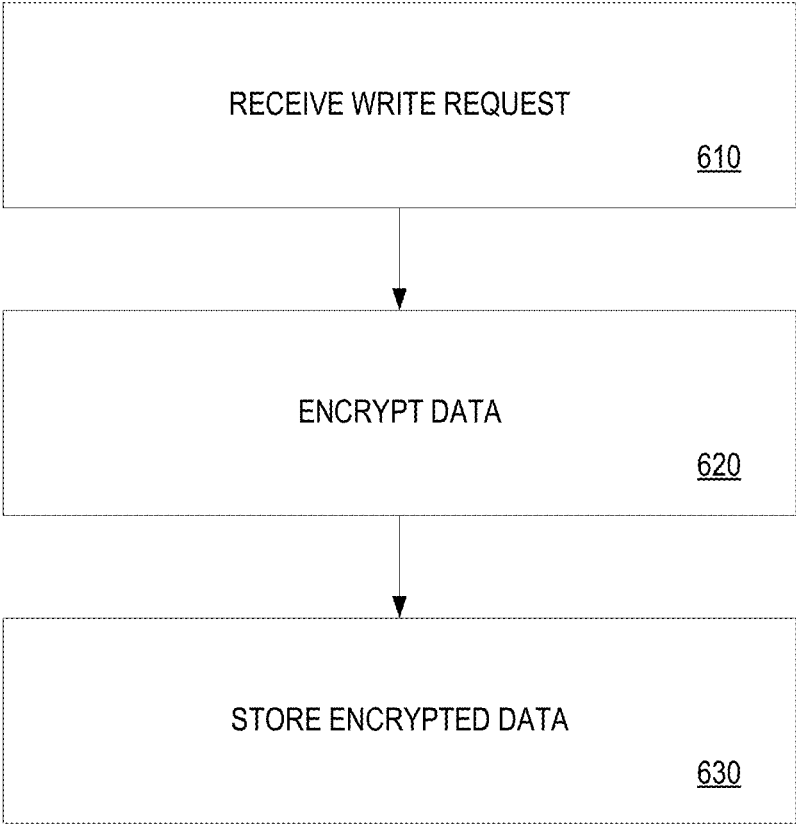 RECEIVE WRITE REQUEST
610
ENCRYPT DATA
620
STORE ENCRYPTED DATA
630